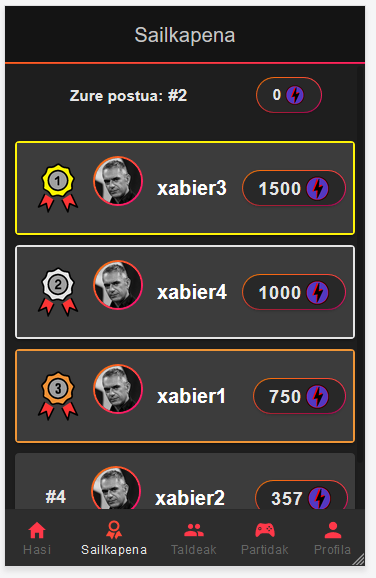 Sailkapena
Zure postua: #2
0
1
xabier3
1500
2
xabier4
1000
3
xabier1
750
#4
xabier2
357
Hasi
Sailkapena
Taldeak
Partidak
Profila